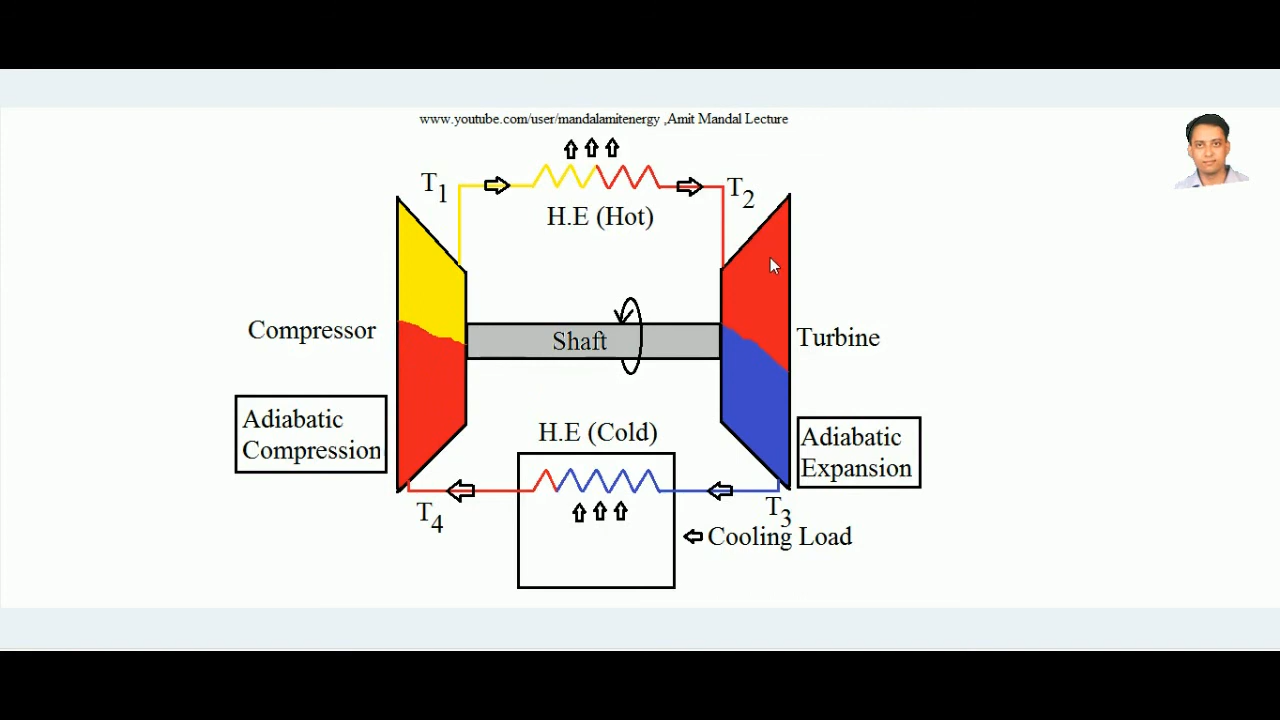 www.youtube.com/user/mandalamitenergy ,Amit Mandal Lecture
T1
T2
H.E (Hot)
Compressor
Shaft
Turbine
Adiabatic
Compression
H.E (Cold)
Adiabatic
Expansion
T4
T3
Cooling Load